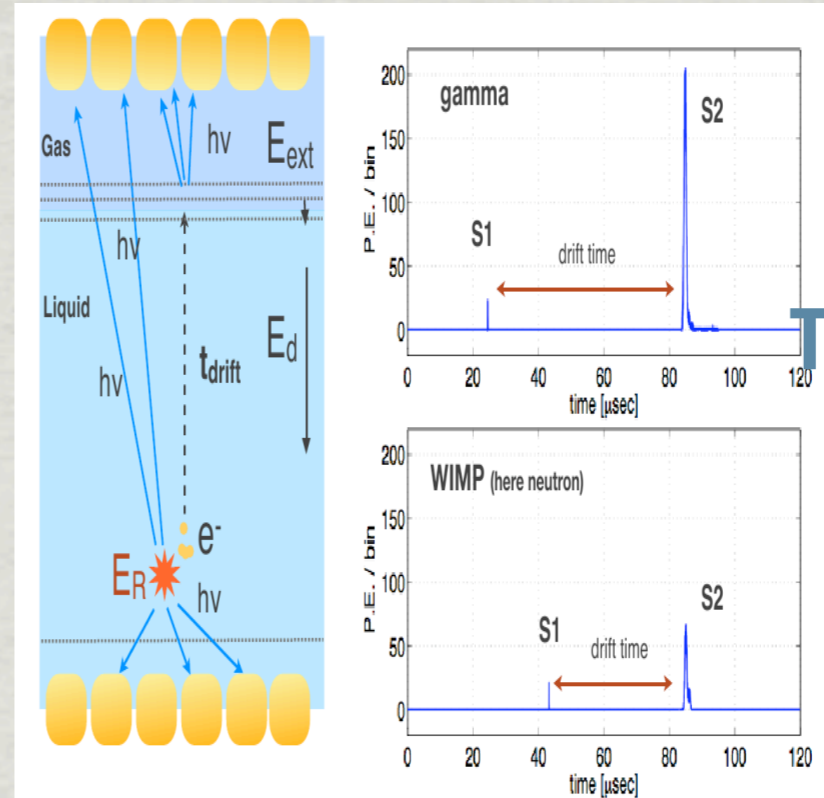 Gas
hν
E_ext
hν
Liquid
E_d
hν
t_drift
e-
E_R
hν
gamma
S2
S1
drift time
P.E. / bin
200
150
100
50
0
0 20 40 60 80 100 120
time [μsec]
T
WIMP (here neutron)
S2
S1
drift time
P.E. / bin
200
150
100
50
0
0 20 40 60 80 100 120
time [μsec]